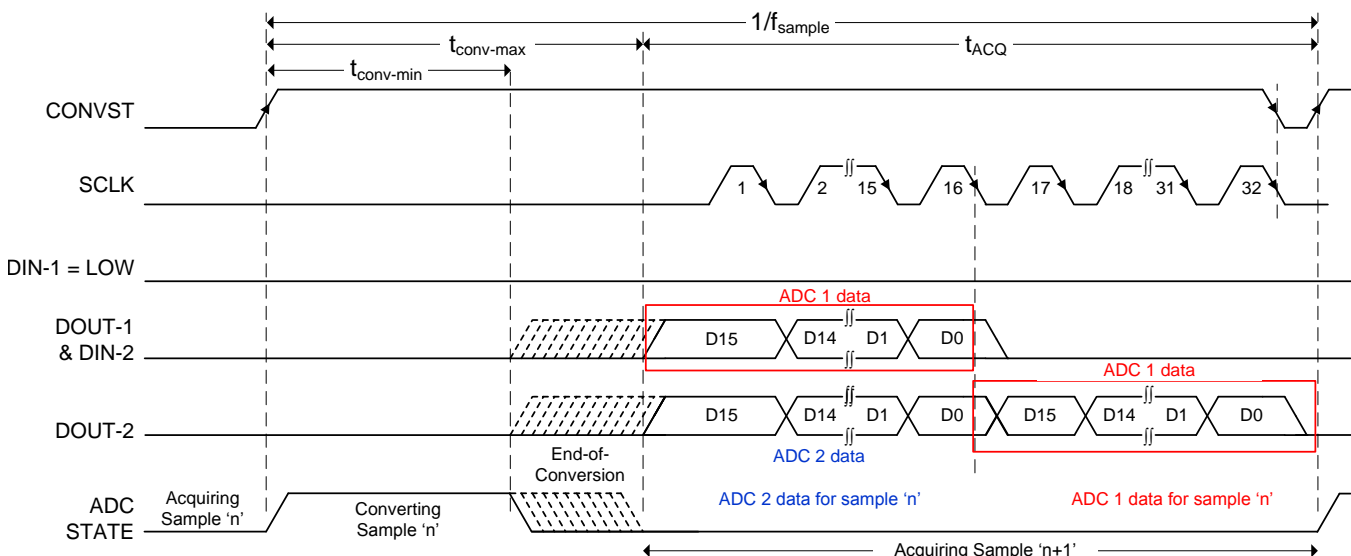 1/fsample
tconv-max
tACQ
tconv-min
CONVST
SCLK
1 2 ∫∫ 15 16 17 18 ∫∫ 31 32
DIN-1 = LOW
ADC 1 data
DOUT-1
& DIN-2
D15 D14 ∫∫ D1 D0
∫∫
ADC 1 data
DOUT-2
D15 D14 ∫∫ D1 D0 D15 D14 ∫∫ D1 D0
∫∫ ∫∫
End-of-
Conversion
ADC 2 data
ADC
STATE
Acquiring
Sample ‘n’
Converting
Sample ‘n’
ADC 2 data for sample ‘n’
ADC 1 data for sample ‘n’
Acquiring Sample ‘n+1’